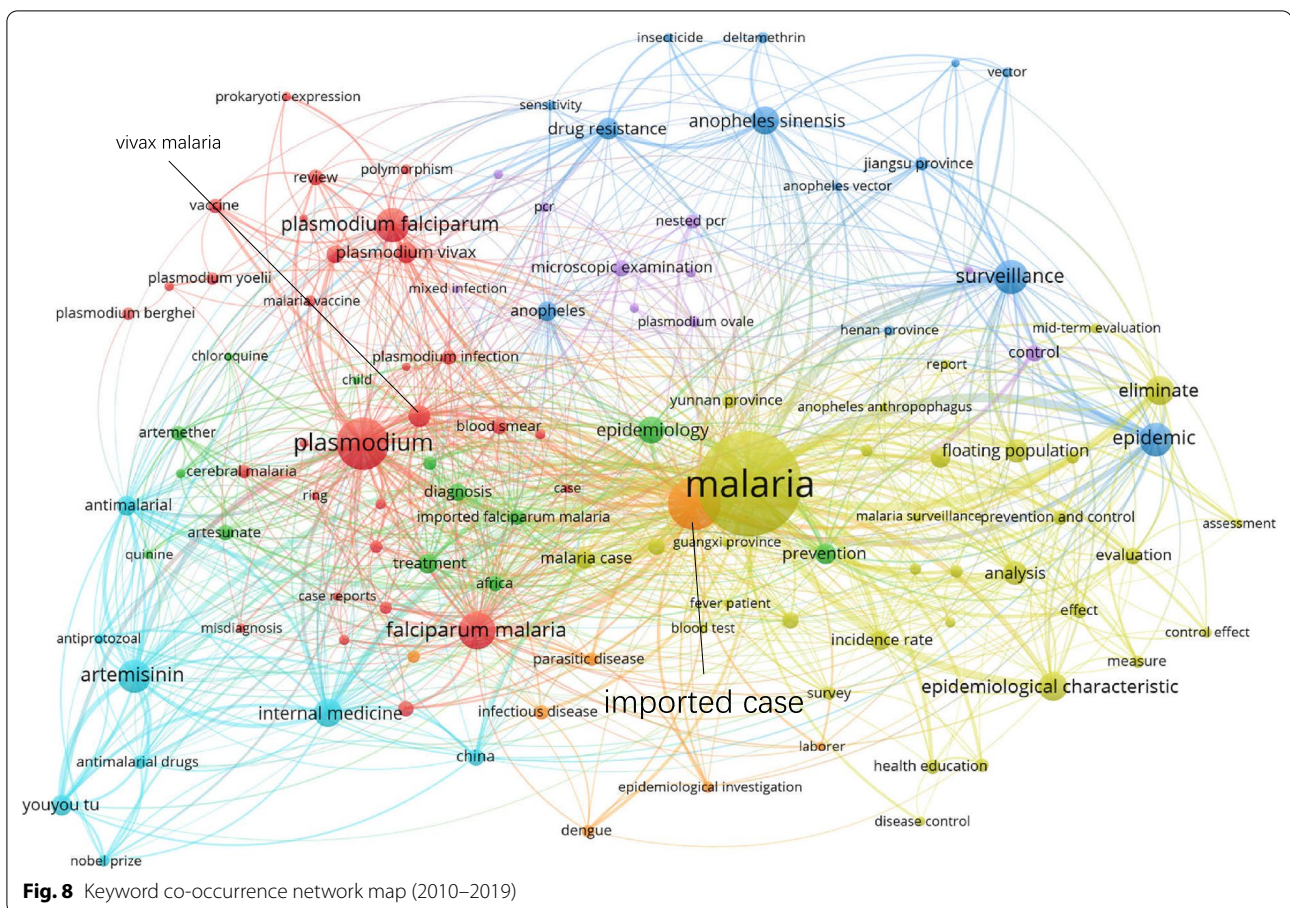 insecticide
deltamethrin
vector
prokaryotic expression
sensitivity
drug resistance
anopheles sinensis
vivax malaria
review
polymorphism
jiangsu province
anopheles vector
vaccine
pcr
nested pcr
plasmodium falciparum
plasmodium vivax
microscopic examination
plasmodium yoelii
mixed infection
surveillance
malaria vaccine
plasmodium berghei
anopheles
plasmodium ovale
henan province
mid-term evaluation
chloroquine
plasmodium infection
control
child
report
eliminate
yunnan province
anopheles anthropophagus
artemether
plasmodium
blood smear
epidemiology
epidemic
floating population
cerebral malaria
malaria
antimalarial
ring
diagnosis
case
imported falciparum malaria
malaria surveillance
prevention and control
assessment
artesunate
guangxi province
quinine
treatment
malaria case
prevention
evaluation
africa
analysis
case reports
fever patient
effect
misdiagnosis
falciparum malaria
blood test
incidence rate
control effect
antiprotozoal
parasitic disease
measure
artemisinin
epidemiological characteristic
survey
imported case
internal medicine
infectious disease
laborer
antimalarial drugs
china
health education
epidemiological investigation
youyou tu
disease control
dengue
nobel prize
Fig. 8 Keyword co-occurrence network map (2010–2019)